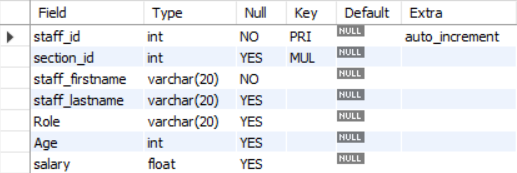 Field Type Null Key Default Extra
staff_id int NO PRI NULL auto_increment
section_id int YES MUL NULL
staff_firstname varchar(20) NO NULL
staff_lastname varchar(20) YES NULL
Role varchar(20) YES NULL
Age int YES NULL
salary float YES NULL